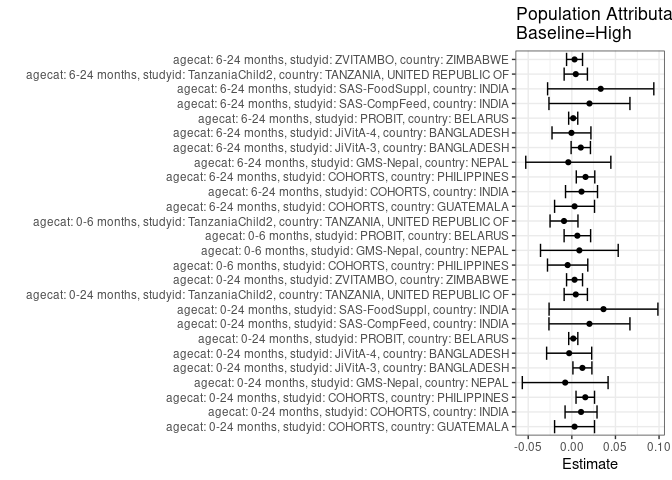 Population Attributa
Baseline=High
agecat: 6-24 months, studyid: ZVITAMBO, country: ZIMBABWE
agecat: 6-24 months, studyid: TanzaniaChild2, country: TANZANIA, UNITED REPUBLIC OF
agecat: 6-24 months, studyid: SAS-FoodSuppl, country: INDIA
agecat: 6-24 months, studyid: SAS-CompFeed, country: INDIA
agecat: 6-24 months, studyid: PROBIT, country: BELARUS
agecat: 6-24 months, studyid: JiVitA-4, country: BANGLADESH
agecat: 6-24 months, studyid: JiVitA-3, country: BANGLADESH
agecat: 6-24 months, studyid: GMS-Nepal, country: NEPAL
agecat: 6-24 months, studyid: COHORTS, country: PHILIPPINES
agecat: 6-24 months, studyid: COHORTS, country: INDIA
agecat: 6-24 months, studyid: COHORTS, country: GUATEMALA
agecat: 0-6 months, studyid: TanzaniaChild2, country: TANZANIA, UNITED REPUBLIC OF
agecat: 0-6 months, studyid: PROBIT, country: BELARUS
agecat: 0-6 months, studyid: GMS-Nepal, country: NEPAL
agecat: 0-6 months, studyid: COHORTS, country: PHILIPPINES
agecat: 0-24 months, studyid: ZVITAMBO, country: ZIMBABWE
agecat: 0-24 months, studyid: TanzaniaChild2, country: TANZANIA, UNITED REPUBLIC OF
agecat: 0-24 months, studyid: SAS-FoodSuppl, country: INDIA
agecat: 0-24 months, studyid: SAS-CompFeed, country: INDIA
agecat: 0-24 months, studyid: PROBIT, country: BELARUS
agecat: 0-24 months, studyid: JiVitA-4, country: BANGLADESH
agecat: 0-24 months, studyid: JiVitA-3, country: BANGLADESH
agecat: 0-24 months, studyid: GMS-Nepal, country: NEPAL
agecat: 0-24 months, studyid: COHORTS, country: PHILIPPINES
agecat: 0-24 months, studyid: COHORTS, country: INDIA
agecat: 0-24 months, studyid: COHORTS, country: GUATEMALA
-0.05 0.00 0.05 0.10
Estimate